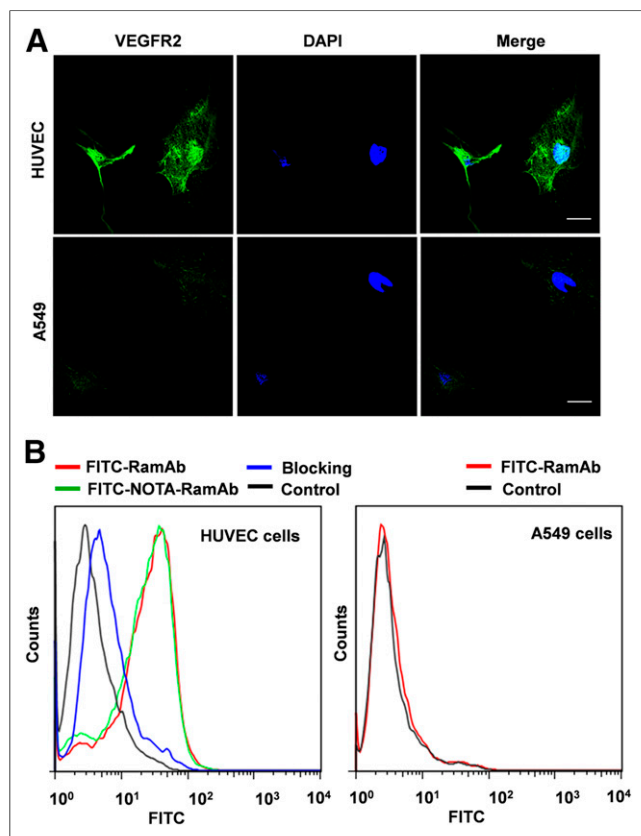 A
VEGFR2 DAPI Merge
HUVEC
A549
B
FITC-RamAb Blocking FITC-RamAb
FITC-NOTA-RamAb Control Control
HUVEC cells A549 cells
Counts Counts
10⁰ 10¹ 10² 10³ 10⁴ 10⁰ 10¹ 10² 10³ 10⁴
FITC FITC